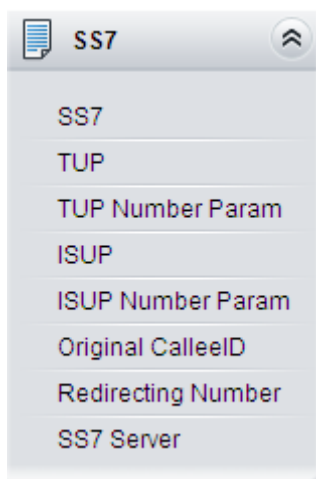 SS7
SS7
TUP
TUP Number Param
ISUP
ISUP Number Param
Original CalleeID
Redirecting Number
SS7 Server